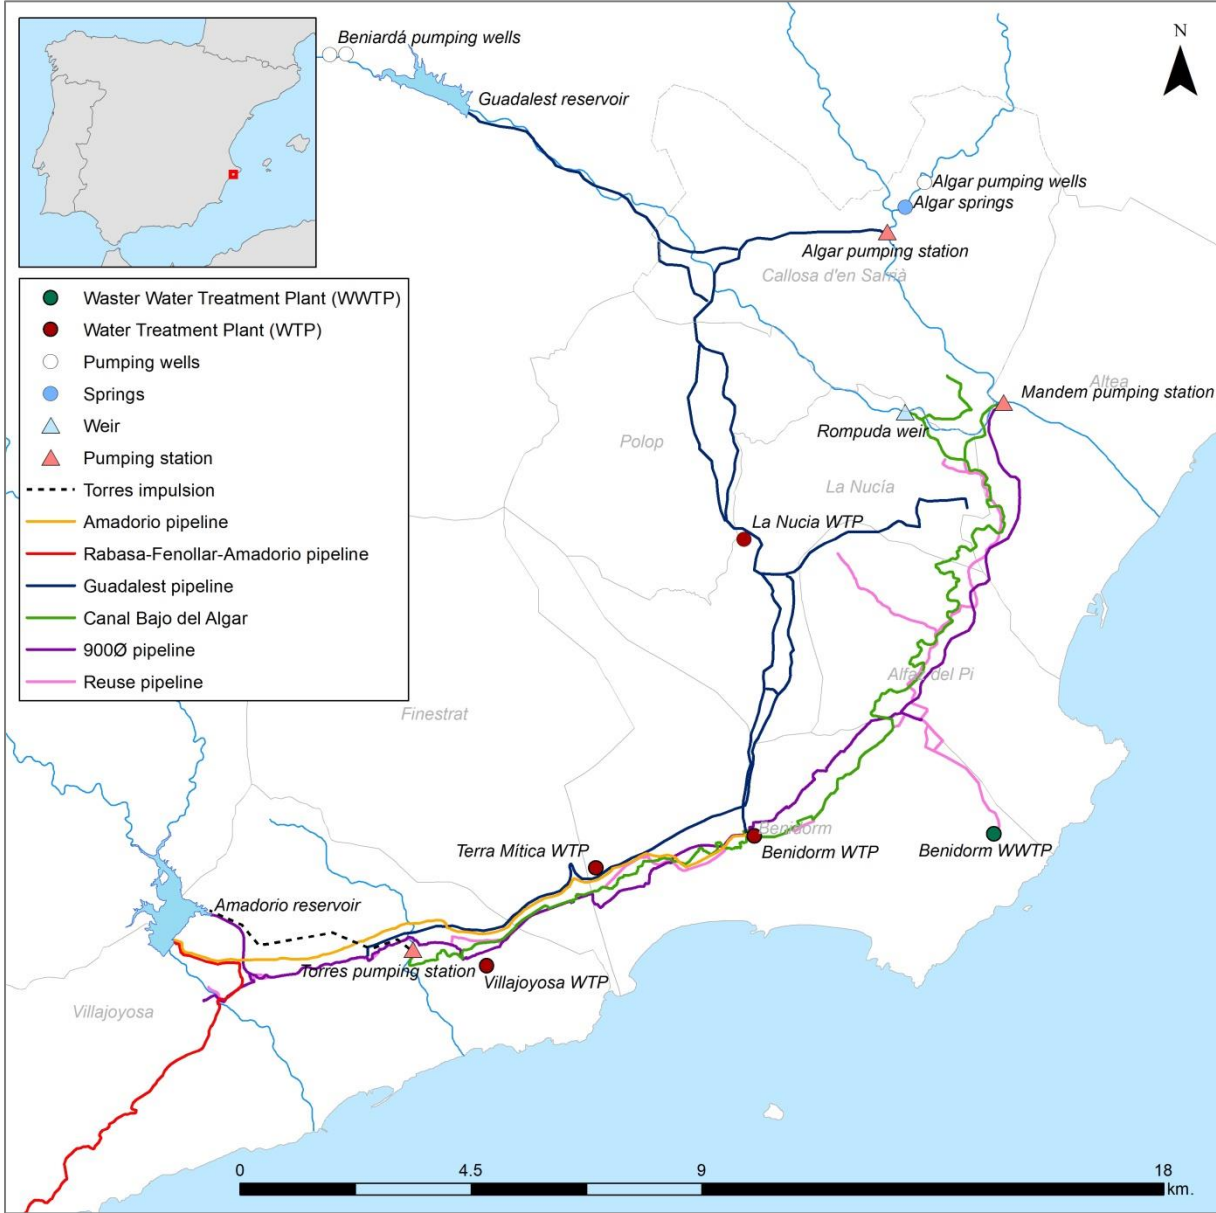 N
Beniardá pumping wells
Guadalest reservoir
Algar pumping wells
Algar springs
Algar pumping station
Callosa d'en Sarrià
Waster Water Treatment Plant (WWTP)
Water Treatment Plant (WTP)
Pumping wells
Springs
Weir
Pumping station
Torres impulsion
Amadorio pipeline
Rabasa-Fenollar-Amadorio pipeline
Guadalest pipeline
Canal Bajo del Algar
900Ø pipeline
Reuse pipeline
Altea
Mandem pumping station
Rompuda weir
Polop
La Nucía
La Nucia WTP
Alfaz del Pi
Finestrat
Benidorm
Terra Mítica WTP
Benidorm WTP
Benidorm WWTP
Amadorio reservoir
Torres pumping station
Villajoyosa WTP
Villajoyosa
0 4.5 9 18
km.